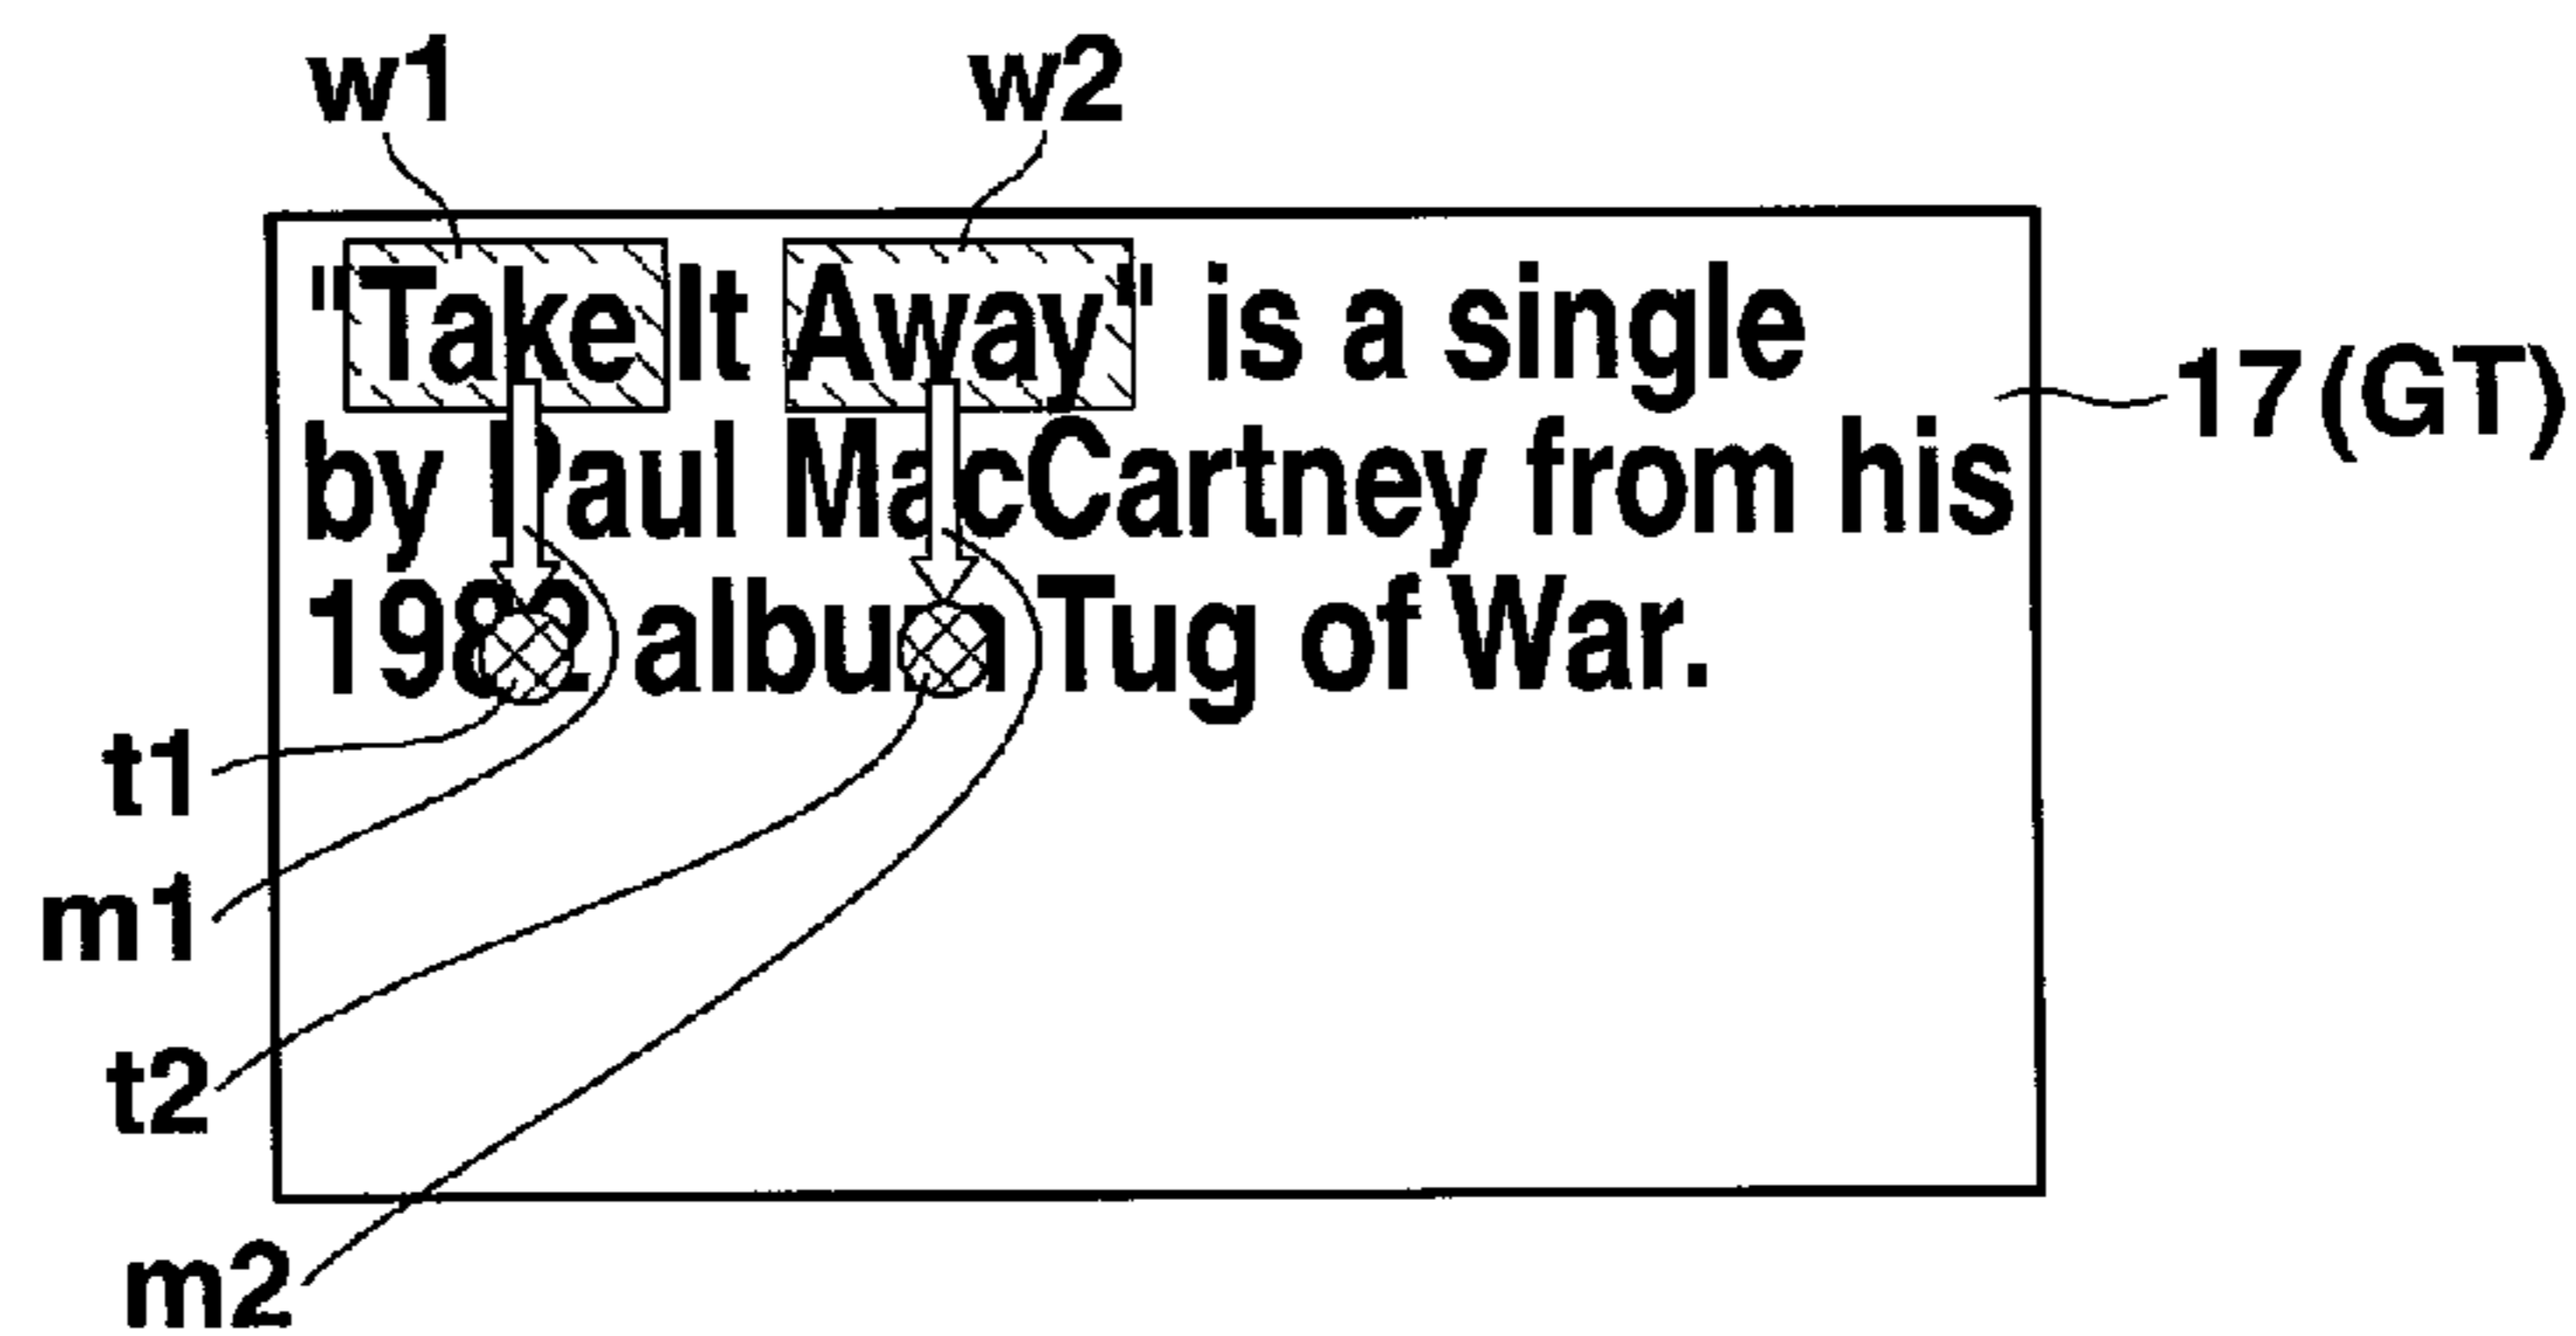 w1 w2
"Take It Away" is a single
17(GT)
by Paul MacCartney from his
1982 album Tug of War.
t1
m1
t2
m2